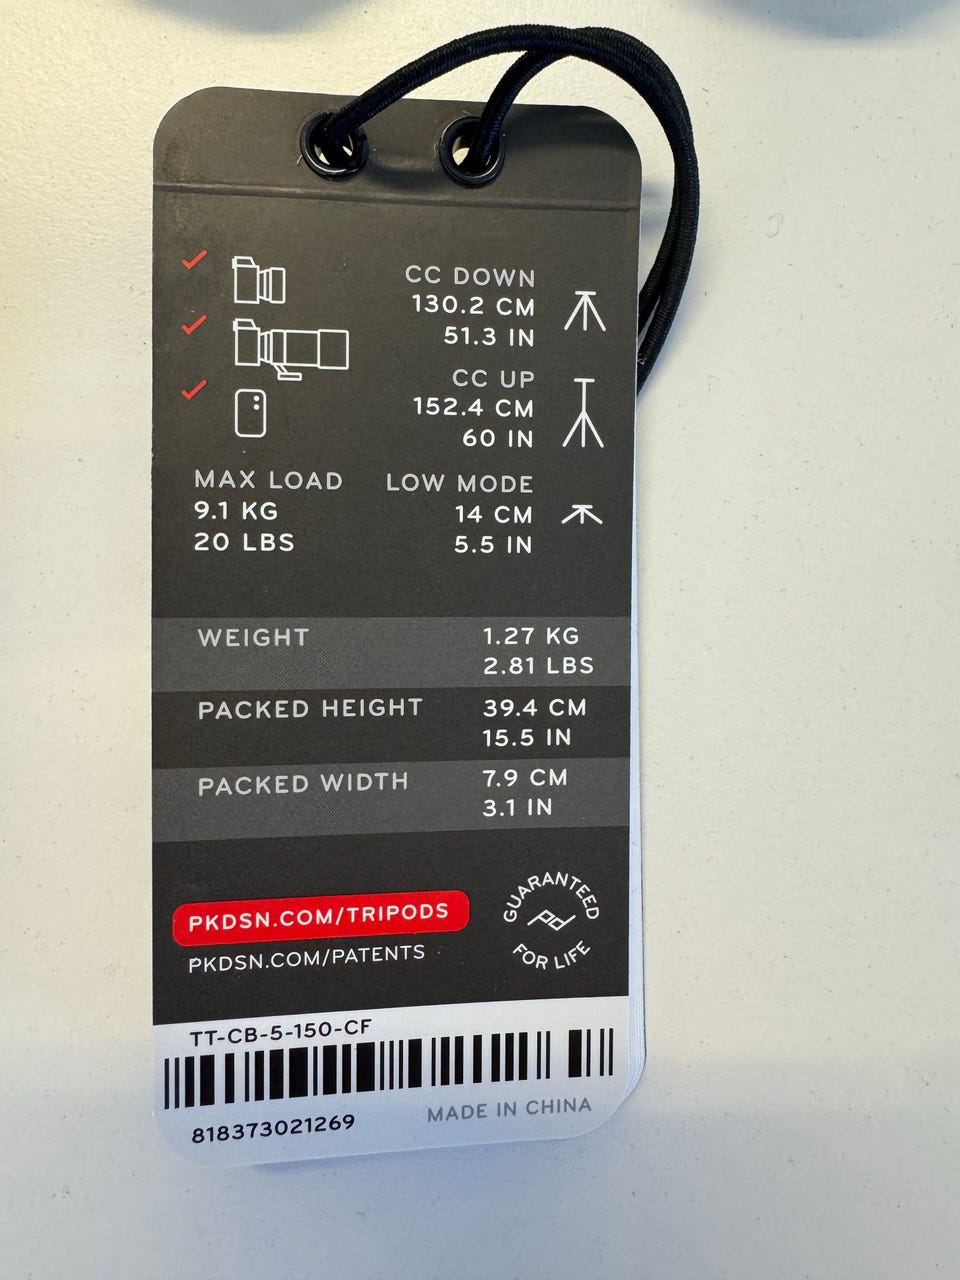 CC DOWN
130.2 CM
51.3 IN
CC UP
152.4 CM
60 IN
MAX LOAD
9.1 KG
20 LBS
LOW MODE
14 CM
5.5 IN
WEIGHT
1.27 KG
2.81 LBS
PACKED HEIGHT
39.4 CM
15.5 IN
PACKED WIDTH
7.9 CM
3.1 IN
PKDSN.COM/TRIPODS
PKDSN.COM/PATENTS
GUARANTEED
pd
FOR LIFE
TT-CB-5-150-CF
818373021269
MADE IN CHINA